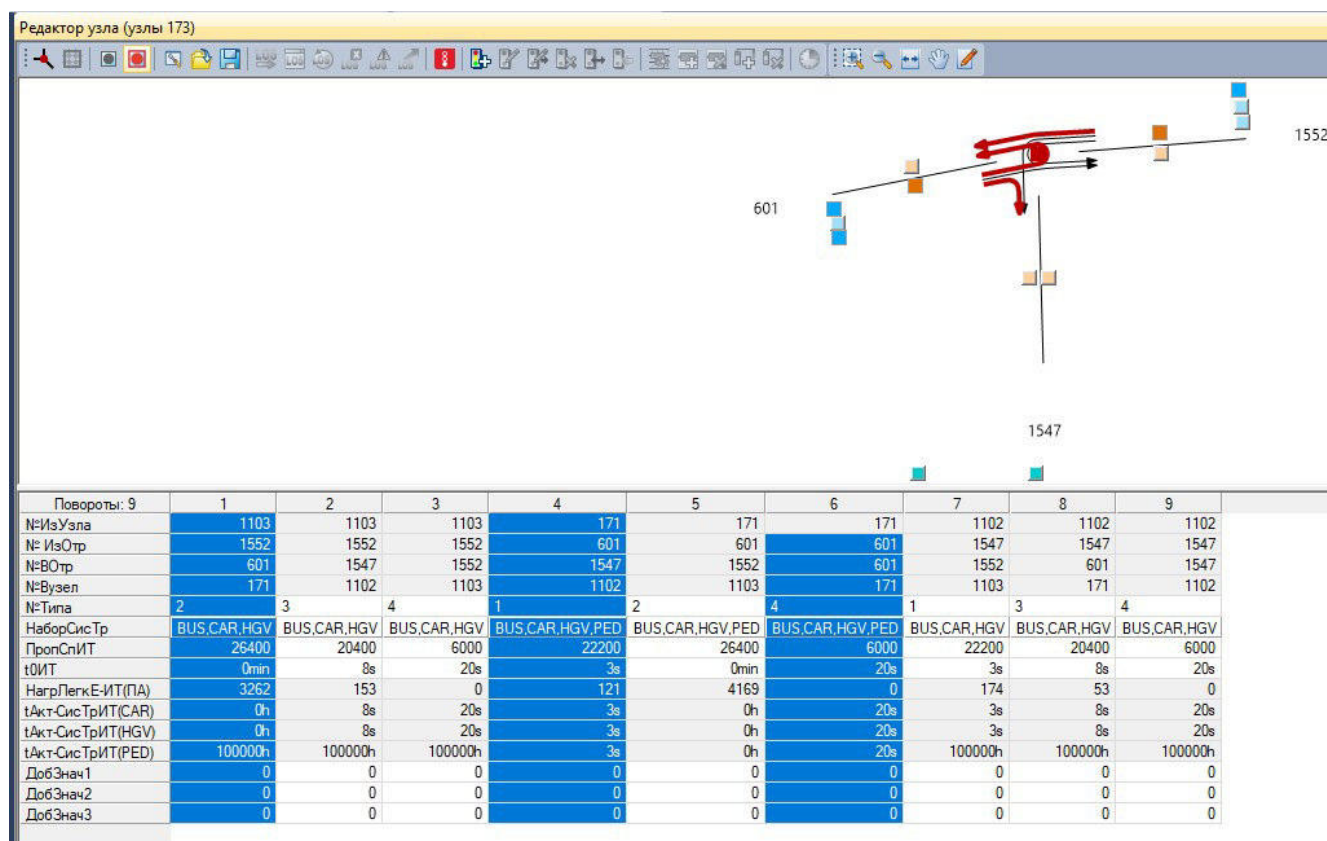 Редактор узла (узлы 173)
1552
601
1547
Повороты: 9 1 2 3 4 5 6 7 8 9
№ИзУзла 1103 1103 1103 171 171 171 1102 1102 1102
№ ИзОтр 1552 1552 1552 601 601 601 1547 1547 1547
№ВОтр 601 1547 1552 1547 1552 601 1552 601 1547
№Вузел 171 1102 1103 1102 1103 171 1103 171 1102
№Типа 2 3 4 1 2 4 1 3 4
НаборСисТр BUS,CAR,HGV BUS,CAR,HGV BUS,CAR,HGV BUS,CAR,HGV,PED BUS,CAR,HGV,PED BUS,CAR,HGV,PED BUS,CAR,HGV BUS,CAR,HGV BUS,CAR,HGV
ПропСпИТ 26400 20400 6000 22200 26400 6000 22200 20400 6000
t0ИТ 0min 8s 20s 3s 0min 20s 3s 8s 20s
НагрЛегкЕ-ИТ(ПА) 3262 153 0 121 4169 0 174 53 0
tАкт-СисТрИТ(CAR) 0h 8s 20s 3s 0h 20s 3s 8s 20s
tАкт-СисТрИТ(HGV) 0h 8s 20s 3s 0h 20s 3s 8s 20s
tАкт-СисТрИТ(PED) 100000h 100000h 100000h 3s 0h 20s 100000h 100000h 100000h
ДобЗнач1 0 0 0 0 0 0 0 0 0
ДобЗнач2 0 0 0 0 0 0 0 0 0
ДобЗнач3 0 0 0 0 0 0 0 0 0